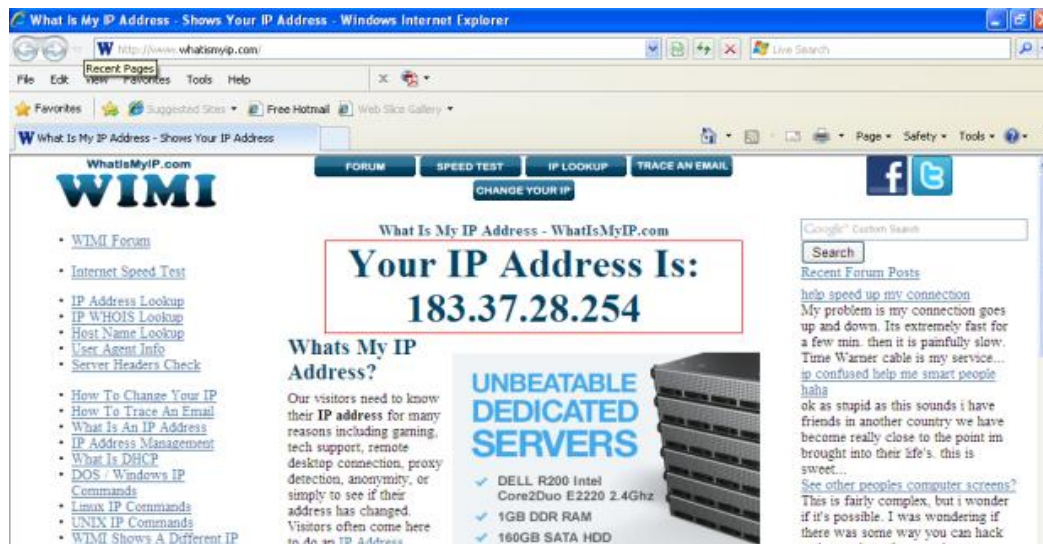 What Is My IP Address - Shows Your IP Address - Windows Internet Explorer
http://www.whatismyip.com/
Live Search
Recent Pages
File Edit View Favorites Tools Help
Favorites Suggested Sites Free Hotmail Web Slice Gallery
What Is My IP Address - Shows Your IP Address
Page Safety Tools
WhatIsMyIP.com
WIMI
FORUM
SPEED TEST
IP LOOKUP
TRACE AN EMAIL
CHANGE YOUR IP
WIMI Forum
Internet Speed Test
IP Address Lookup
IP WHOIS Lookup
Host Name Lookup
User Agent Info
Server Headers Check
How To Change Your IP
How To Trace An Email
What Is An IP Address
IP Address Management
What Is DHCP
DOS / Windows IP
Commands
Linux IP Commands
UNIX IP Commands
WIMI Shows A Different IP
What Is My IP Address - WhatIsMyIP.com
Your IP Address Is:
183.37.28.254
Whats My IP
Address?
Our visitors need to know
their IP address for many
reasons including gaming,
tech support, remote
desktop connection, proxy
detection, anonymity, or
simply to see if their
address has changed.
Visitors often come here
to do an IP Address
UNBEATABLE
DEDICATED
SERVERS
DELL R200 Intel
Core2Duo E2220 2.4Ghz
1GB DDR RAM
160GB SATA HDD
f
t
Google Custom Search
Search
Recent Forum Posts
help speed up my connection
My problem is my connection goes
up and down. Its extremely fast for
a few min. then it is painfully slow.
Time Warner cable is my service...
ip confused help me smart people
haha
ok as stupid as this sounds i have
friends in another country we have
become really close to the point im
brought into their life's. this is
sweet...
See other peoples computer screens?
This is fairly complex, but i wonder
if it's possible. I was wondering if
there was some way you can hack